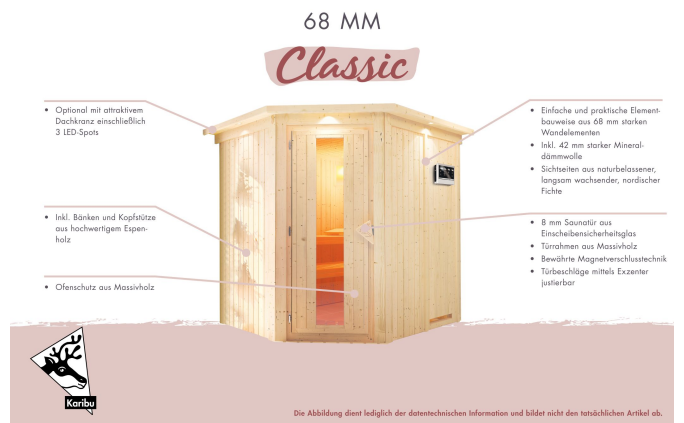 68 MM
Classic
• Optional mit attraktivem
Dachkranz einschließlich
3 LED-Spots
• Inkl. Bänken und Kopfstütze
aus hochwertigem Espen-
holz
• Ofenschutz aus Massivholz
• Einfache und praktische Element-
bauweise aus 68 mm starken
Wandelementen
• Inkl. 42 mm starker Mineral-
dämmwolle
• Sichtseiten aus naturbelassener,
langsam wachsender, nordischer
Fichte
• 8 mm Saunatür aus
Einscheibensicherheitsglas
• Türrahmen aus Massivholz
• Bewährte Magnetverschlusstechnik
• Türbeschläge mittels Exzenter
justierbar
Karibu
Die Abbildung dient lediglich der datentechnischen Information und bildet nicht den tatsächlichen Artikel ab.